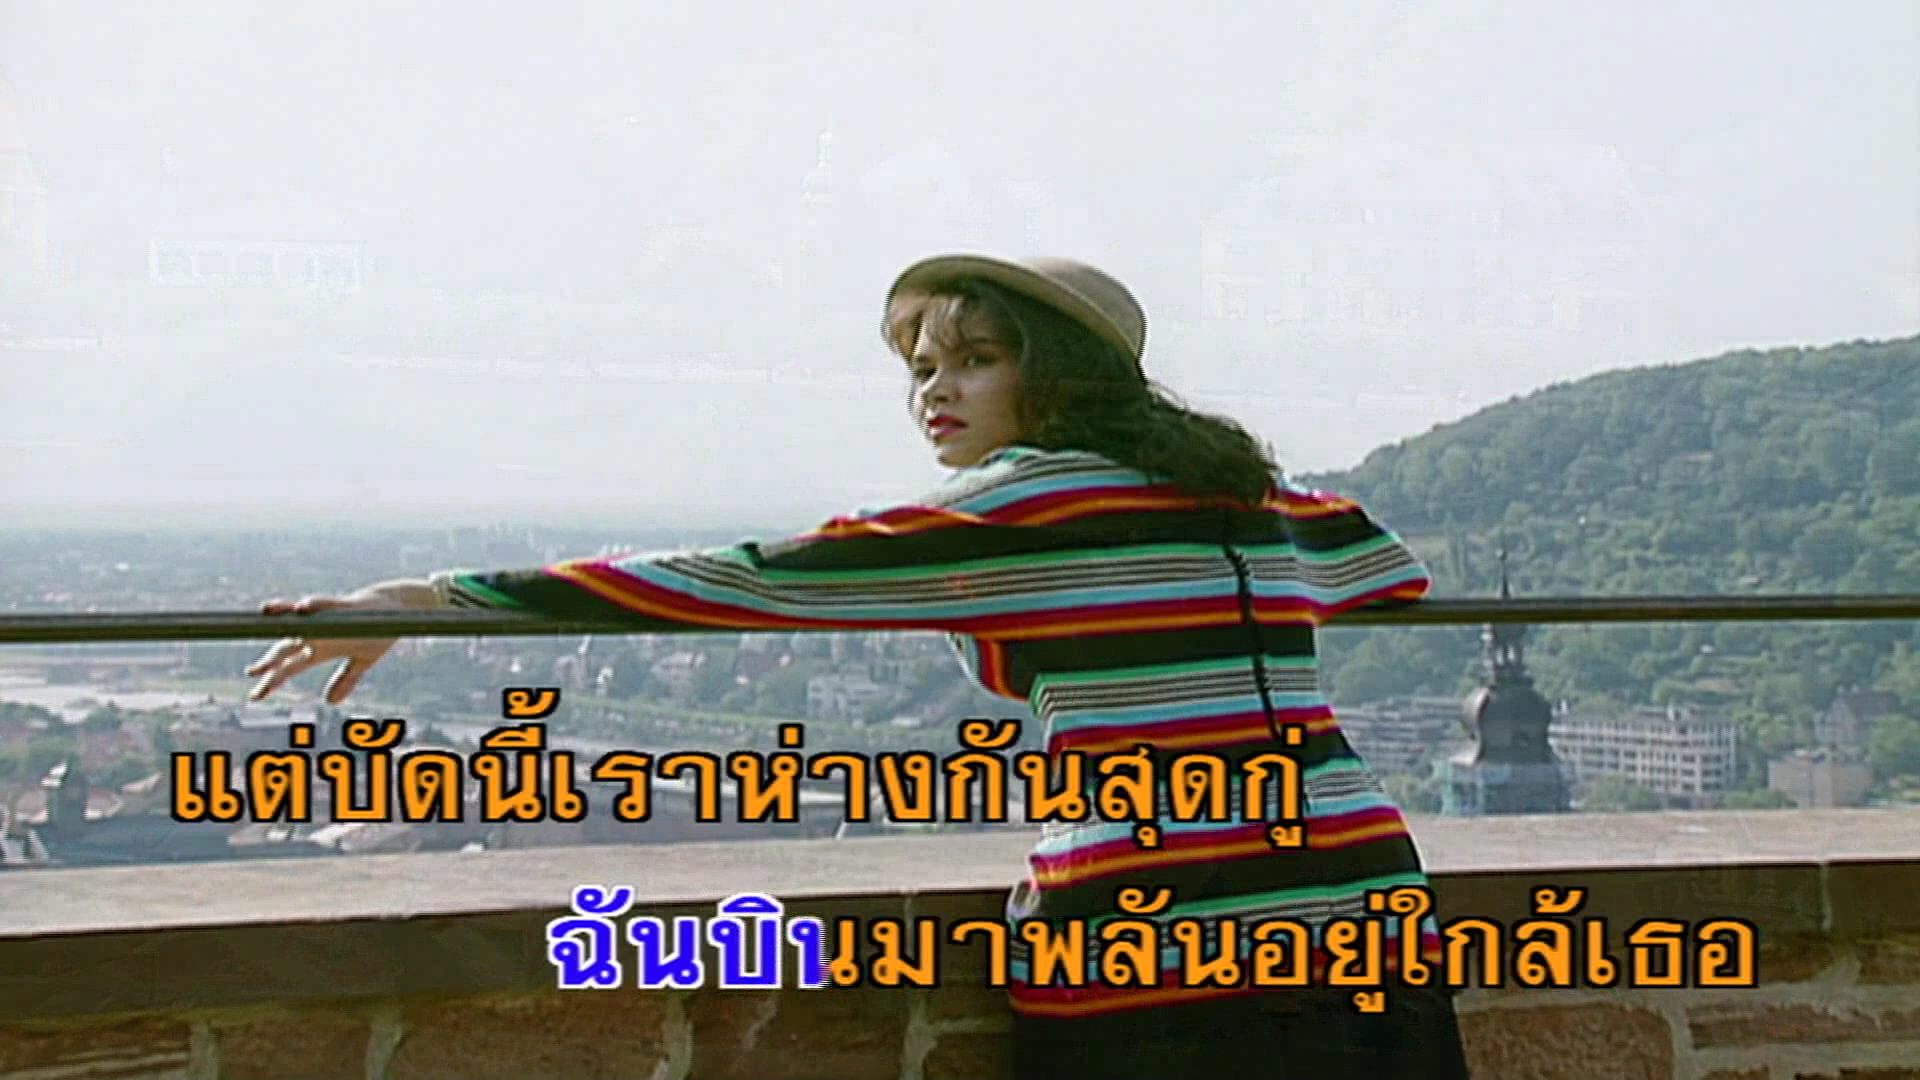 แต่บัดนี้เราห่างกันสุดกู่
ฉันบินมาพลันอยู่ใกล้เธอ